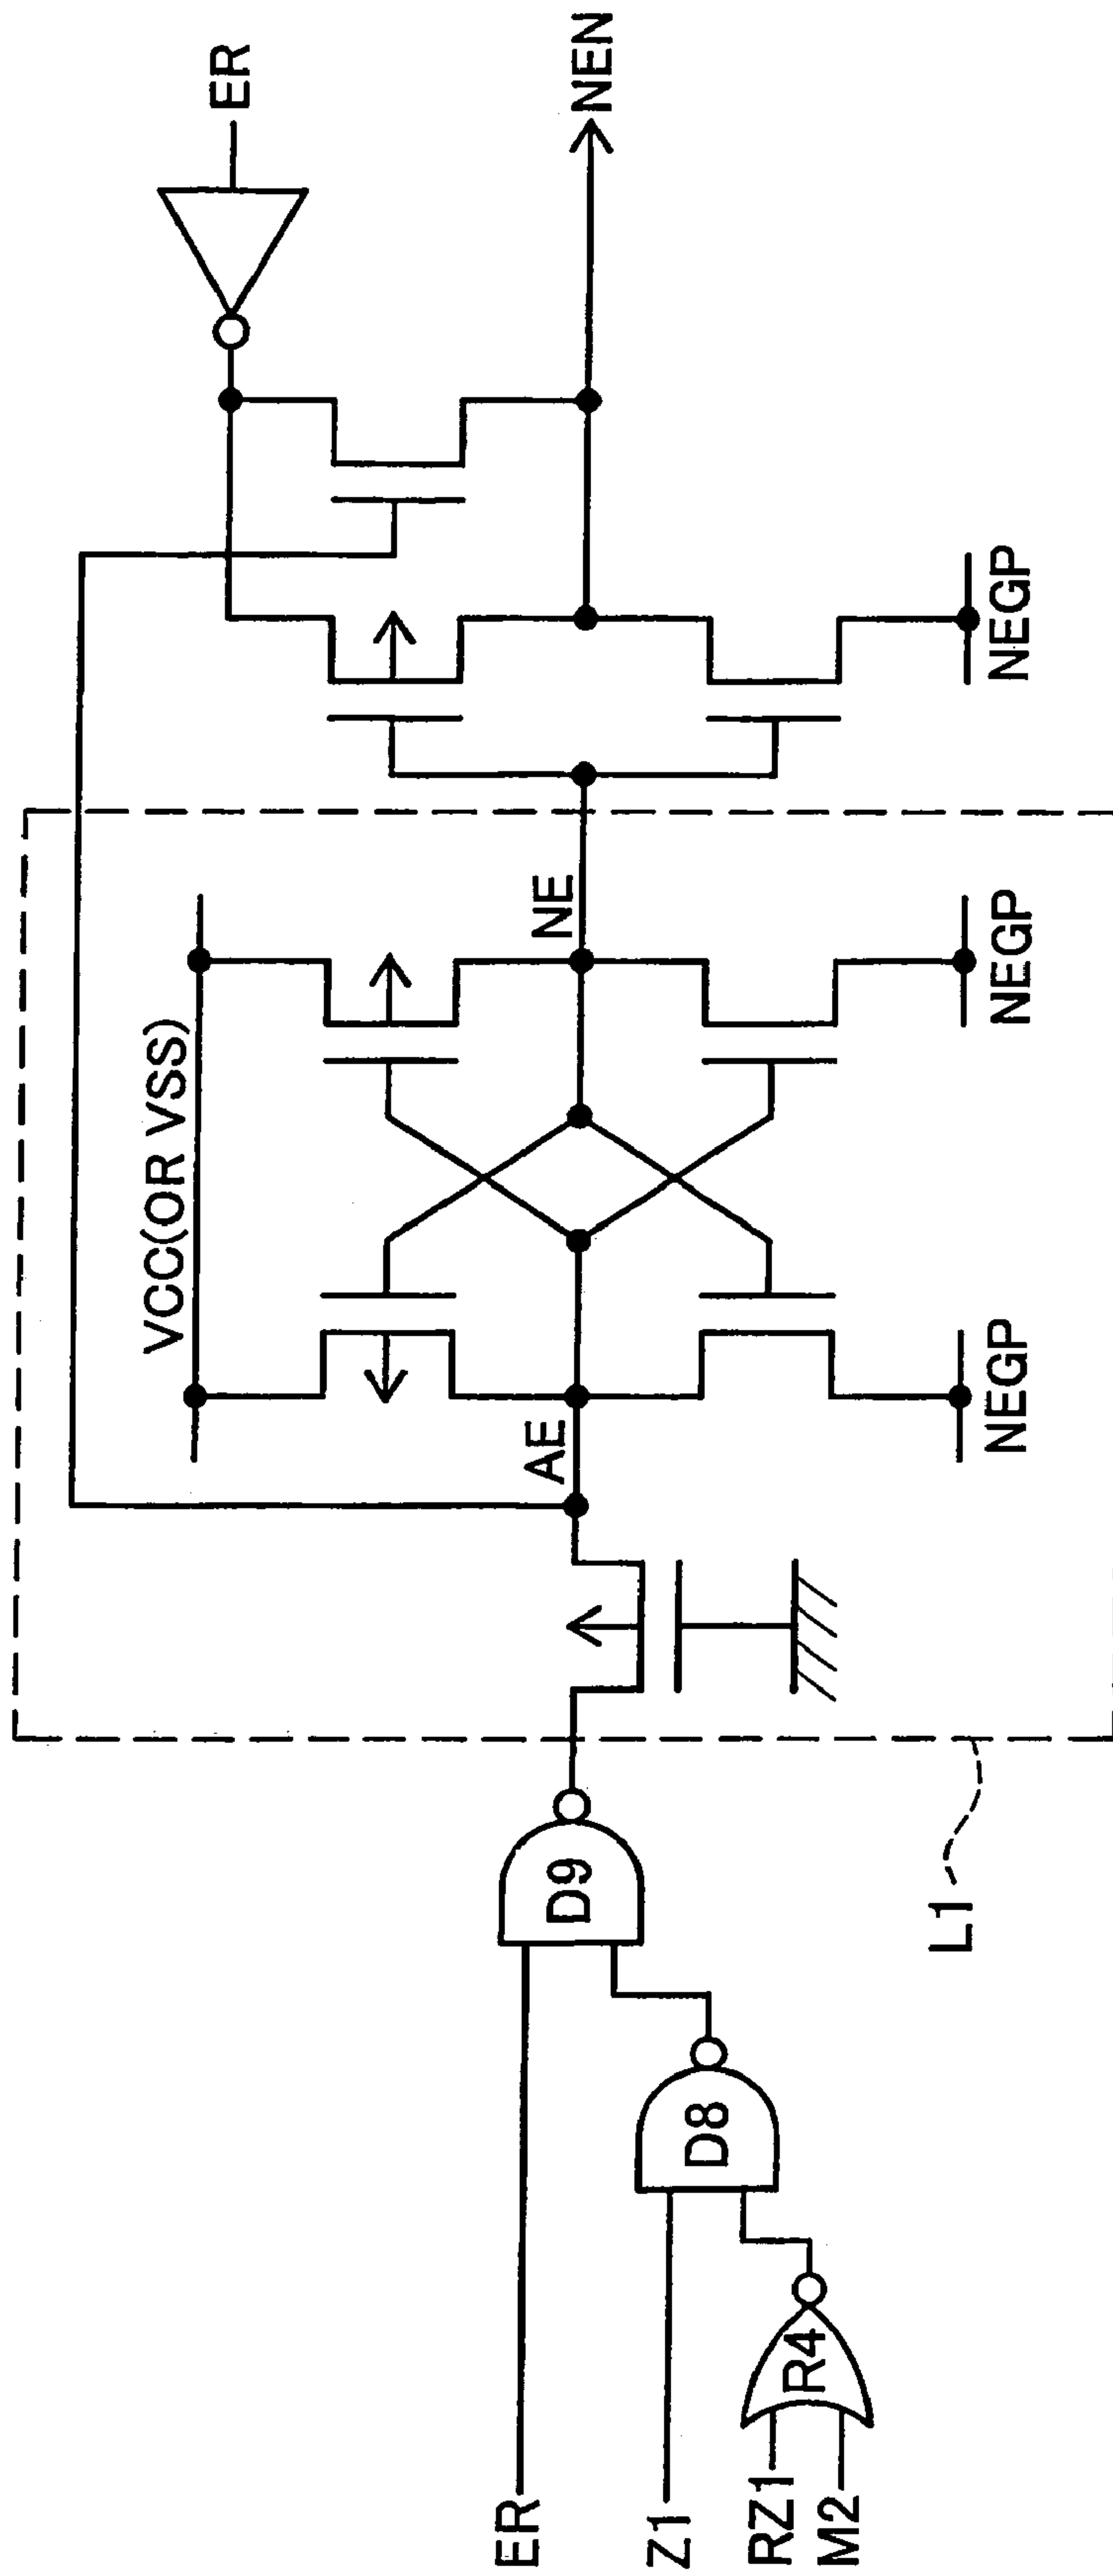 ER
Z1
RZ1
M2
R4
D8
D9
L1
AE
VCC(OR VSS)
NEGP
NE
NEGP
NEGP
ER
NEN